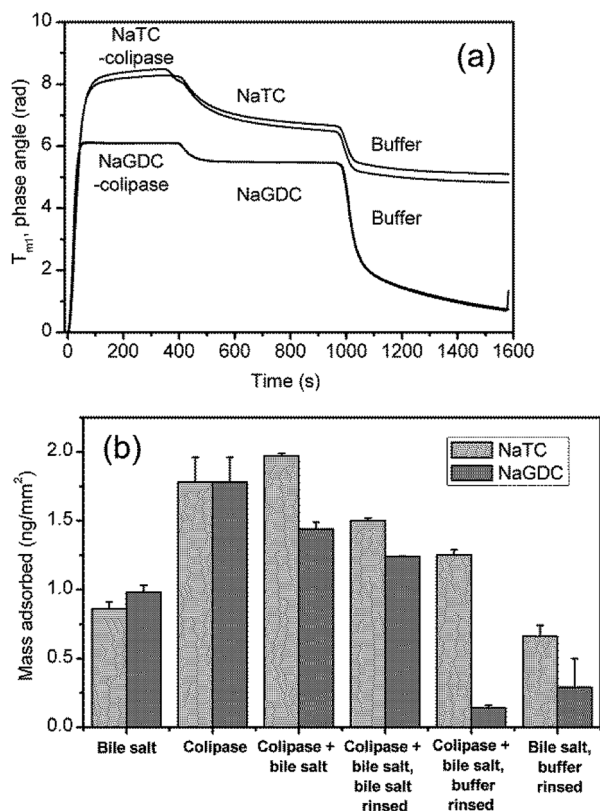 (a)
NaTC
-colipase
NaTC
Buffer
NaGDC
-colipase
NaGDC
Buffer
10
8
6
4
2
0
T_m1, phase angle (rad)
0 200 400 600 800 1000 1200 1400 1600
Time (s)
(b)
NaTC
NaGDC
2.0
1.5
1.0
0.5
0.0
Mass adsorbed (ng/mm²)
Bile salt
Colipase
Colipase +
bile salt
Colipase +
bile salt,
bile salt
rinsed
Colipase +
bile salt,
buffer
rinsed
Bile salt,
buffer
rinsed